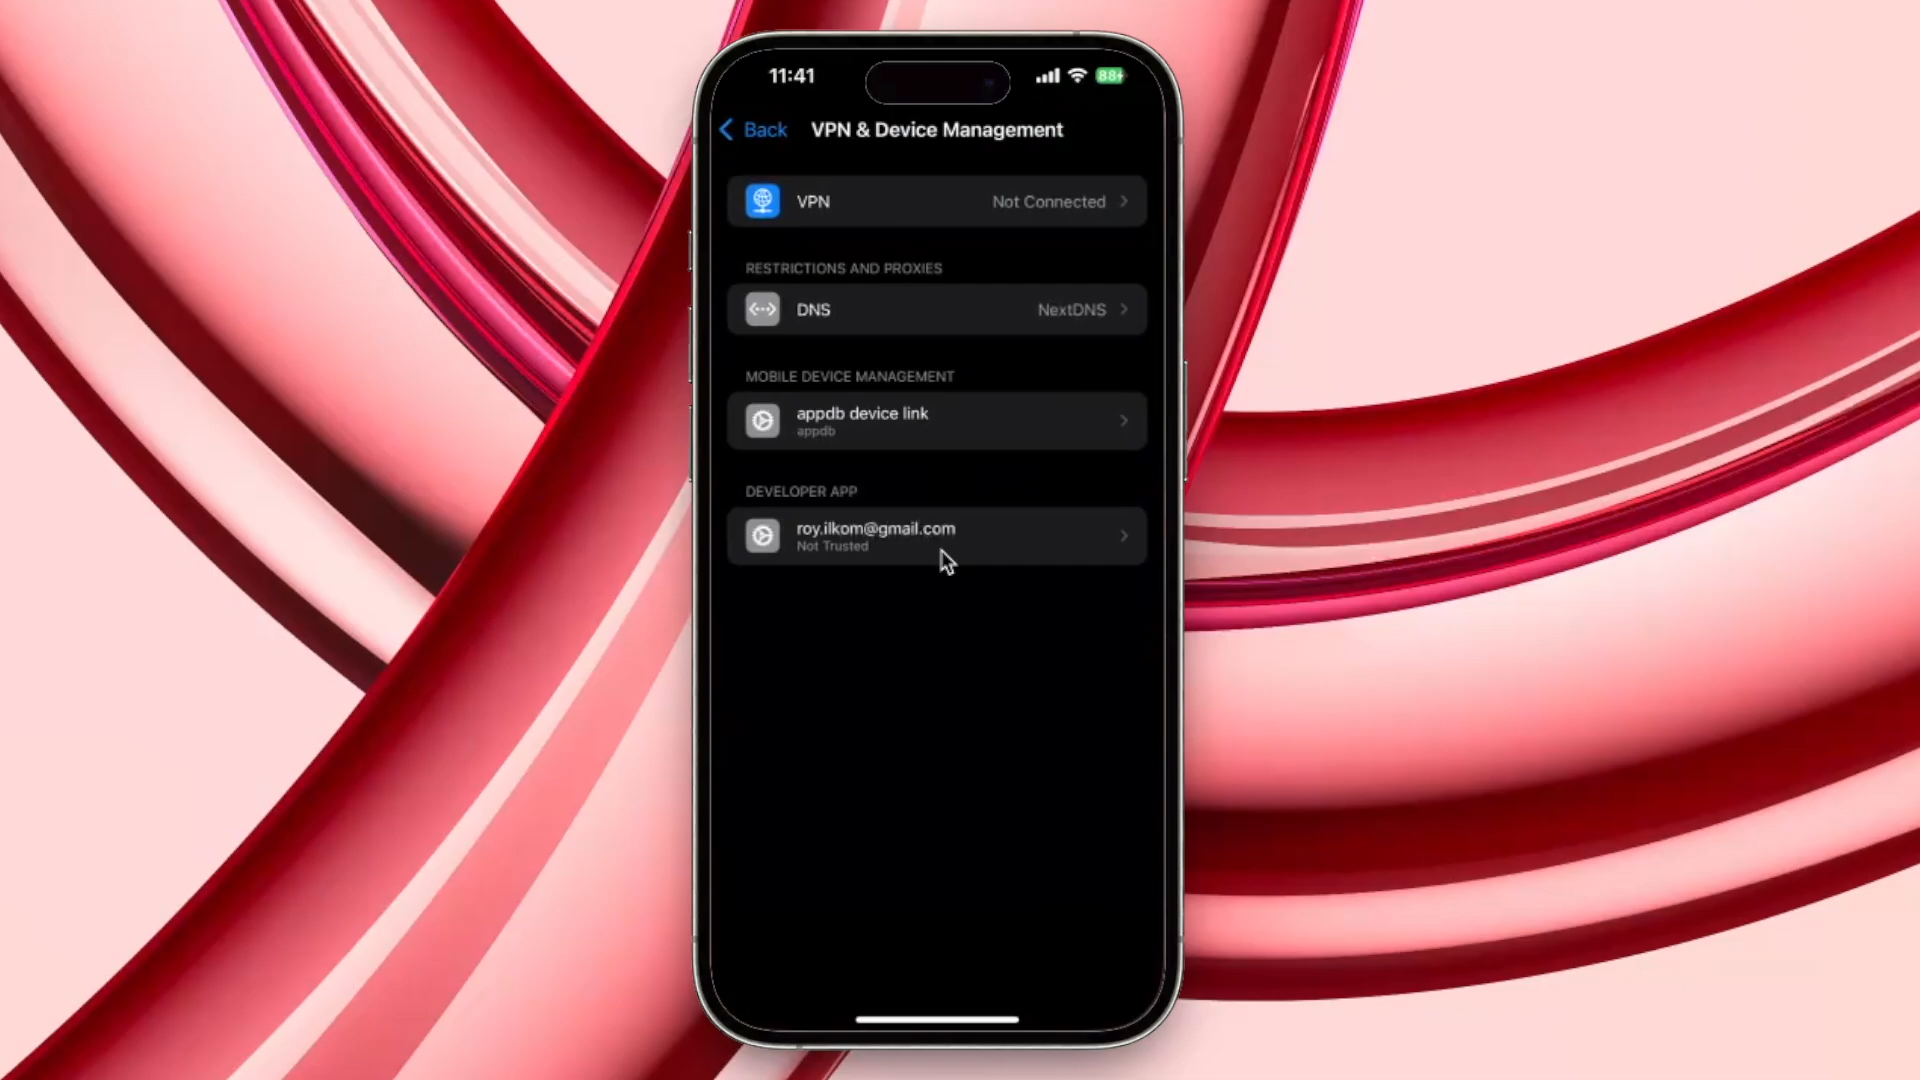 11:41
88
Back
VPN & Device Management
VPN
Not Connected
RESTRICTIONS AND PROXIES
DNS
NextDNS
MOBILE DEVICE MANAGEMENT
appdb device link
appdb
DEVELOPER APP
roy.ilkom@gmail.com
Not Trusted